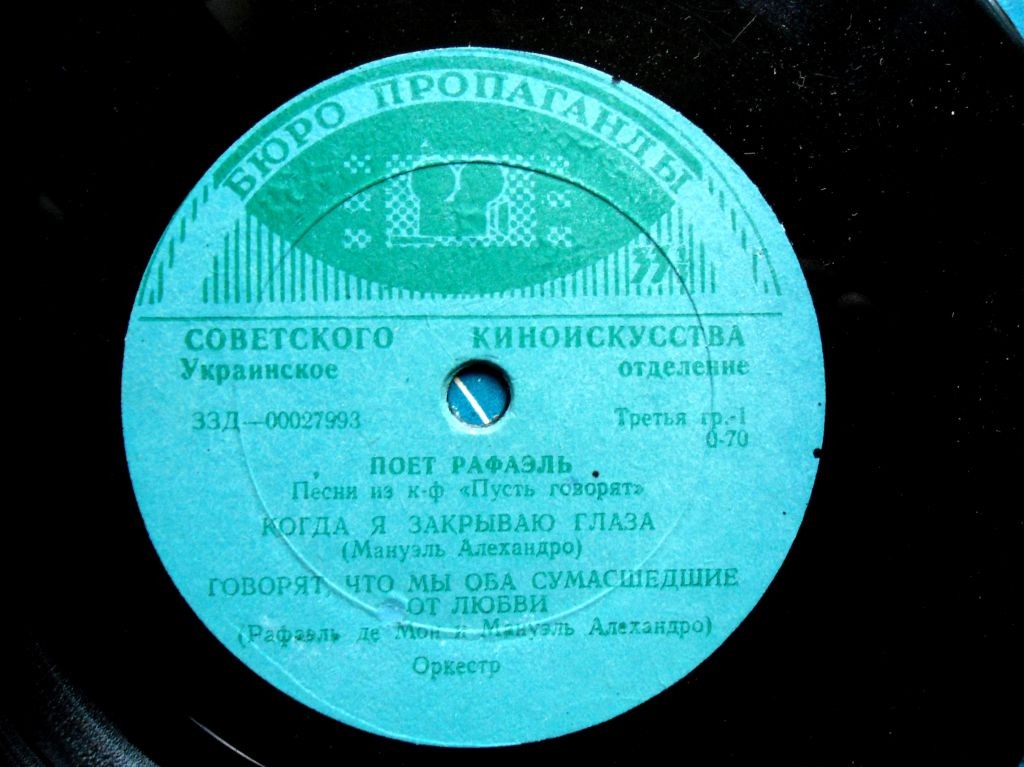 БЮРО ПРОПАГАНДЫ
СОВЕТСКОГО КИНОИСКУССТВА
Украинское отделение
33Д—00027993 Третья гр.-1
0-70
ПОЕТ РАФАЭЛЬ
Песни из к-ф «Пусть говорят»
КОГДА Я ЗАКРЫВАЮ ГЛАЗА
(Мануэль Алехандро)
ГОВОРЯТ, ЧТО МЫ ОБА СУМАСШЕДШИЕ
ОТ ЛЮБВИ
(Рафаэль де Мон и Мануэль Алехандро)
Оркестр